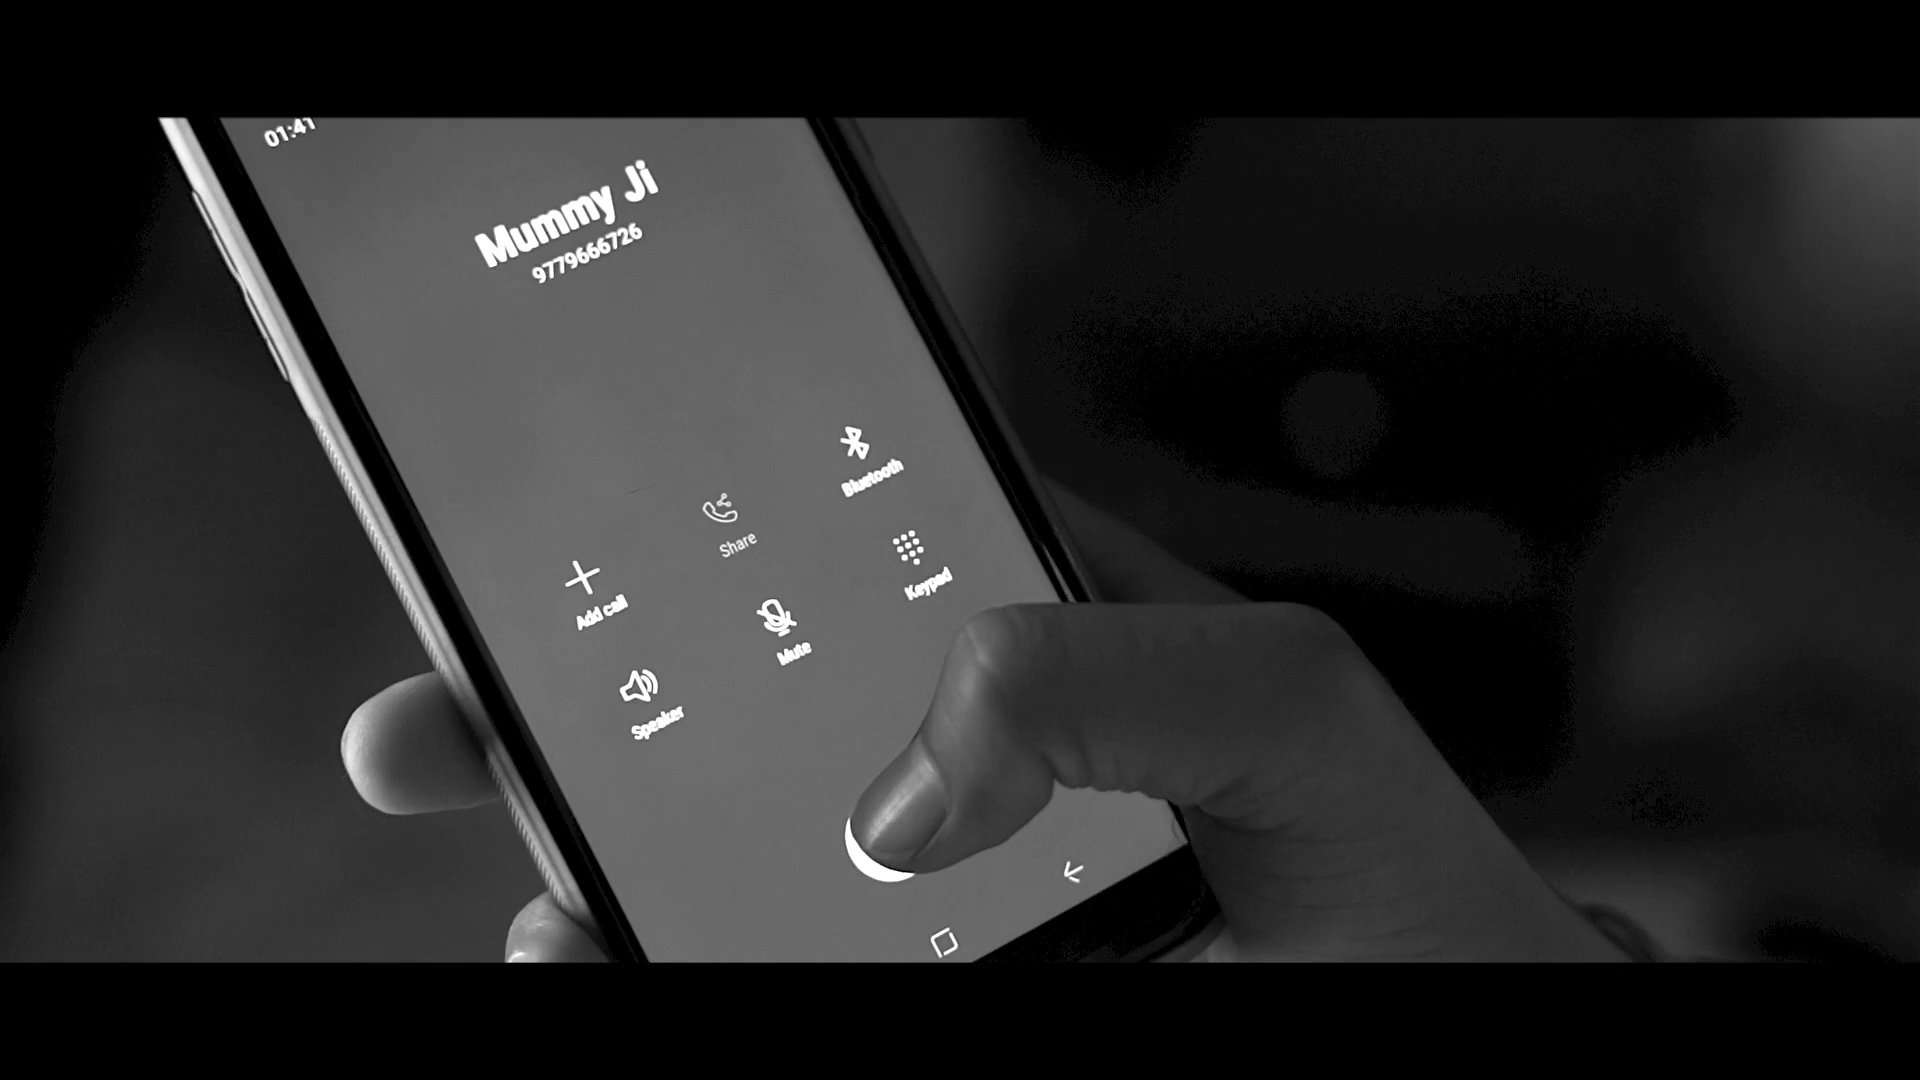 01:41
Mummy Ji
9779666726
Add call
Share
Bluetooth
Speaker
Mute
Keypad